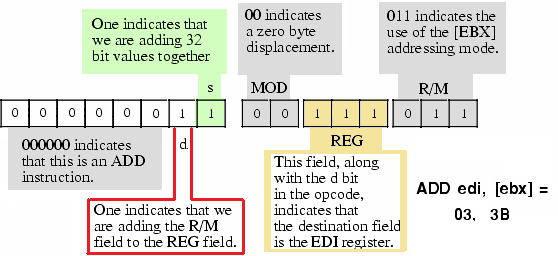 One indicates that
we are adding 32
bit values together
00 indicates
a zero byte
displacement.
011 indicates the
use of the [EBX]
addressing mode.
s
MOD
R/M
0 0 0 0 0 0 1 1
0 0
1 1 1
0 1 1
000000 indicates
that this is an ADD
instruction.
d
REG
One indicates that we
are adding the R/M
field to the REG field.
This field, along
with the d bit
in the opcode,
indicates that
the destination field
is the EDI register.
ADD edi, [ebx] =
03, 3B